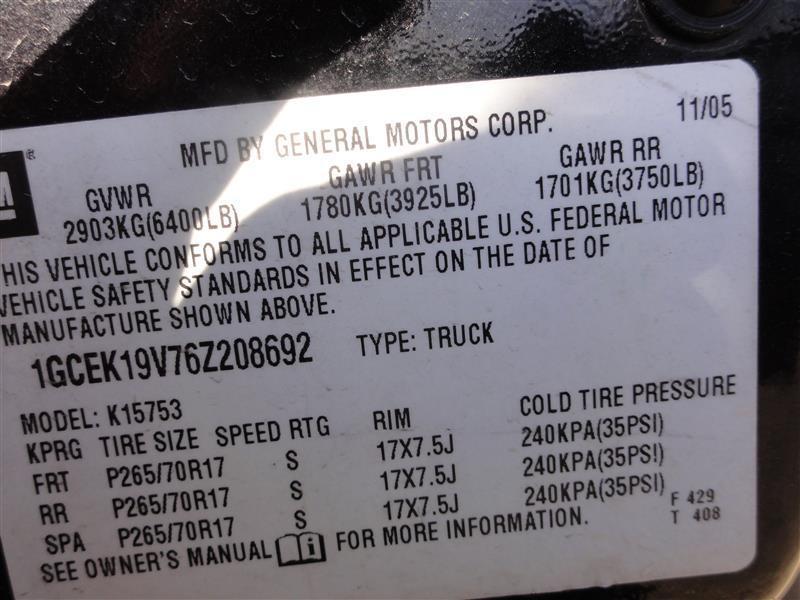 11/05
MFD BY GENERAL MOTORS CORP.
GVWR GAWR FRT GAWR RR
2903KG(6400LB) 1780KG(3925LB) 1701KG(3750LB)
HIS VEHICLE CONFORMS TO ALL APPLICABLE U.S. FEDERAL MOTOR
VEHICLE SAFETY STANDARDS IN EFFECT ON THE DATE OF
MANUFACTURE SHOWN ABOVE.
1GCEK19V76Z208692 TYPE: TRUCK
MODEL: K15753
KPRG TIRE SIZE SPEED RTG RIM COLD TIRE PRESSURE
FRT P265/70R17 S 17X7.5J 240KPA(35PSI)
RR P265/70R17 S 17X7.5J 240KPA(35PSI)
SPA P265/70R17 S 17X7.5J 240KPA(35PSI)
SEE OWNER'S MANUAL i FOR MORE INFORMATION.
F 429
T 408
M ®